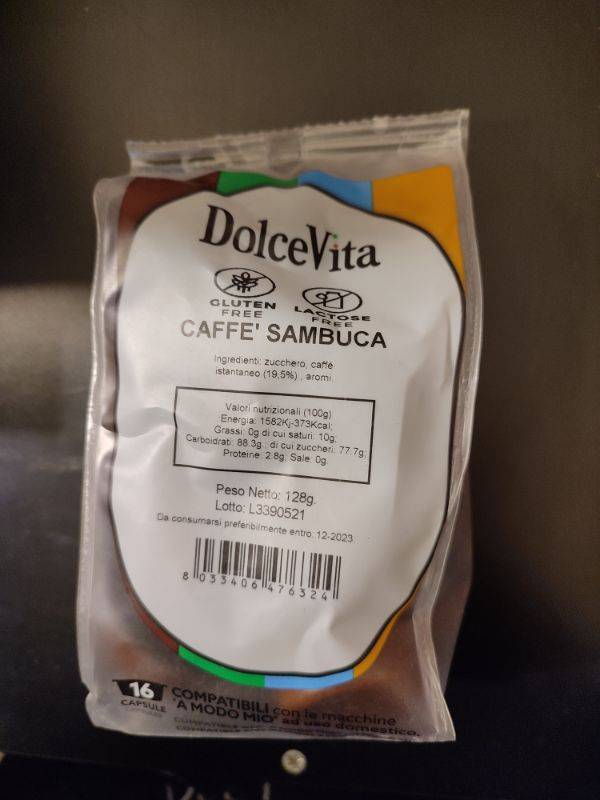 DolceVita
GLUTEN FREE
LACTOSE FREE
CAFFE' SAMBUCA
Ingredienti: zucchero, caffè
istantaneo (19,5%), aromi.
Valori nutrizionali (100g)
Energia: 1582Kj-373Kcal;
Grassi: 0g di cui saturi: 10g;
Carboidrati: 88.3g, di cui zuccheri: 77.7g;
Proteine: 2.8g; Sale: 0g.
Peso Netto: 128g.
Lotto: L3390521
Da consumarsi preferibilmente entro: 12-2023
8 033406 476324
16 CAPSULE
COMPATIBILI con le macchine
'A MODO MIO' ad uso domestico.